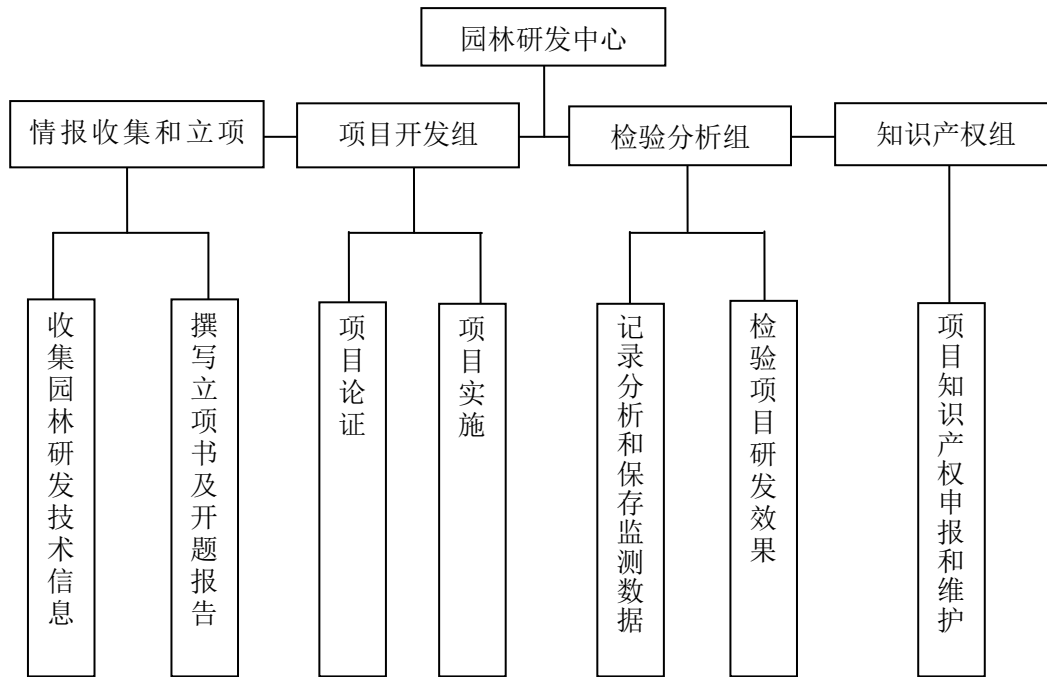 园林研发中心
情报收集和立项
项目开发组
检验分析组
知识产权组
收集园林研发技术信息
撰写立项书及开题报告
项目论证
项目实施
记录分析和保存监测数据
检验项目研发效果
项目知识产权申报和维护